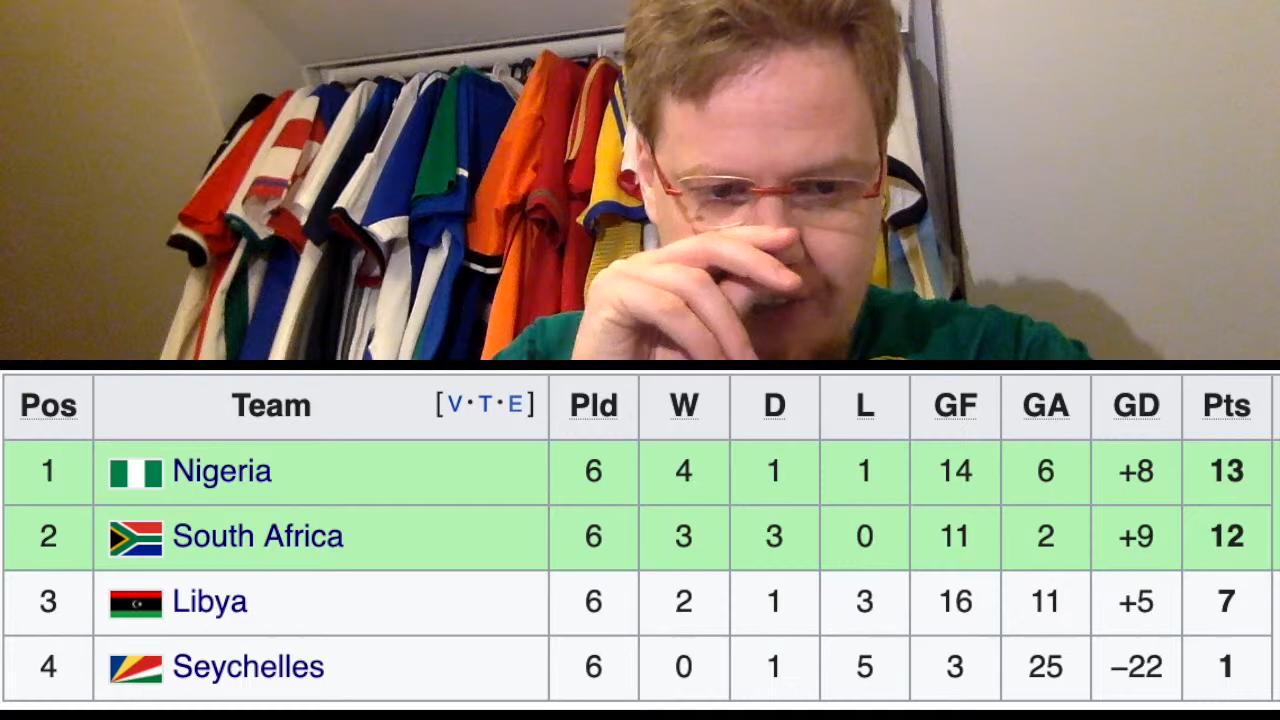 Pos Team [V·T·E] Pld W D L GF GA GD Pts
1 Nigeria 6 4 1 1 14 6 +8 13
2 South Africa 6 3 3 0 11 2 +9 12
3 Libya 6 2 1 3 16 11 +5 7
4 Seychelles 6 0 1 5 3 25 −22 1